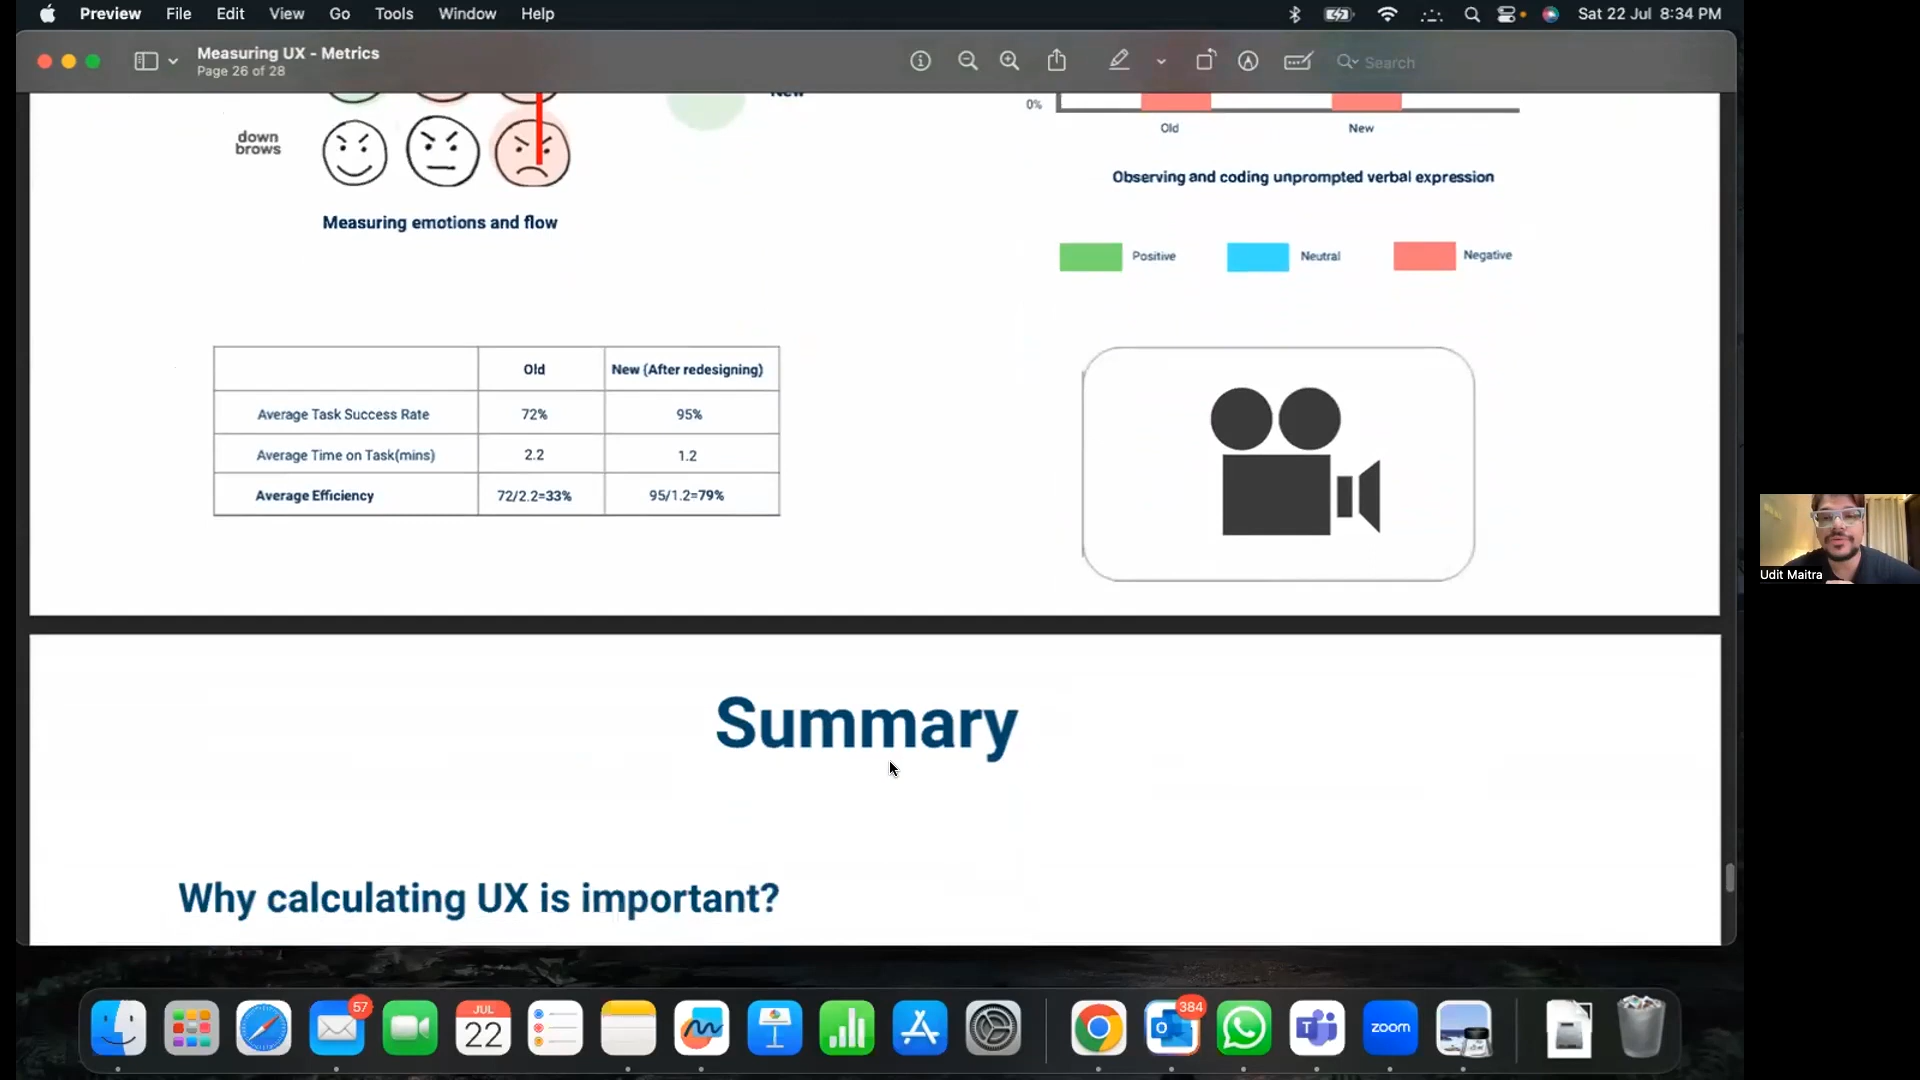 Preview File Edit View Go Tools Window Help
Sat 22 Jul 8:34 PM
Measuring UX - Metrics
Page 26 of 28
Search
down
brows
Measuring emotions and flow
New
0%
Old New
Observing and coding unprompted verbal expression
Positive Neutral Negative
Old New (After redesigning)
Average Task Success Rate 72% 95%
Average Time on Task(mins) 2.2 1.2
Average Efficiency 72/2.2=33% 95/1.2=79%
Udit Maitra
Summary
Why calculating UX is important?
57
JUL
22
384
zoom